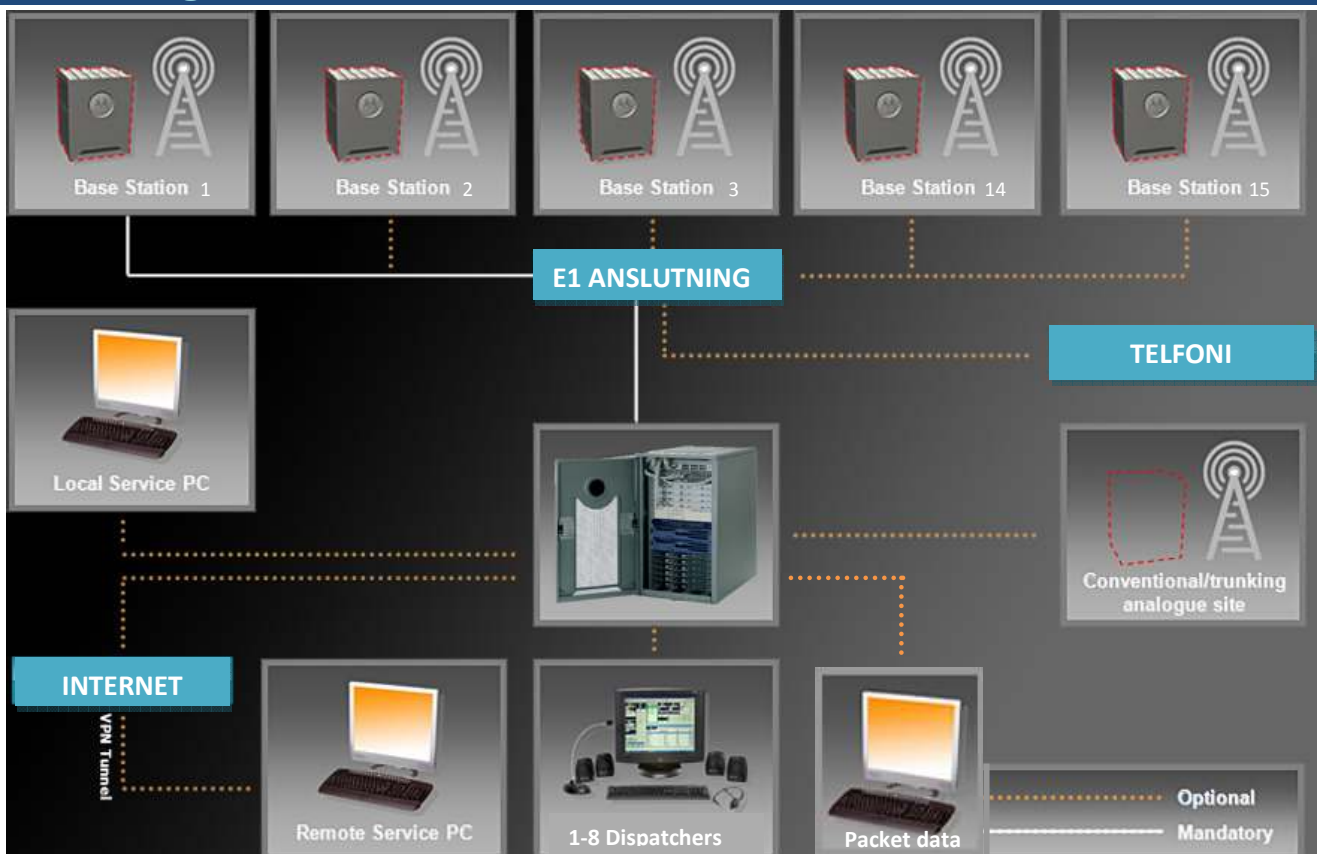 Base Station 1
Base Station 2
Base Station 3
Base Station 14
Base Station 15
E1 ANSLUTNING
TELFONI
Local Service PC
Conventional/trunking
analogue site
INTERNET
VPN Tunnel
Remote Service PC
1-8 Dispatchers
Packet data
Optional
Mandatory